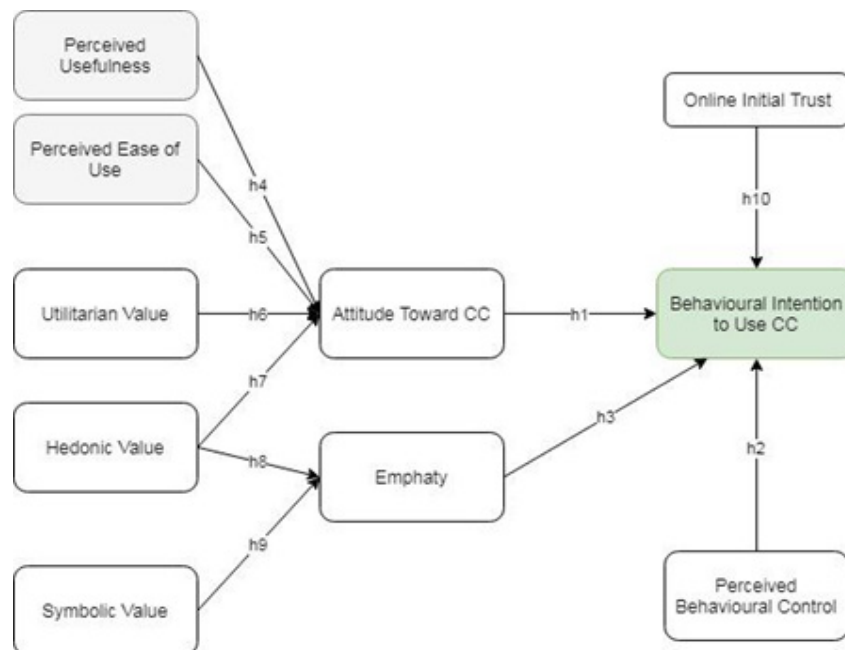 Perceived
Usefulness
Online Initial Trust
Perceived Ease of
Use
h4
h5
h10
Utilitarian Value
h6
Attitude Toward CC
h1
Behavioural Intention
to Use CC
h7
Hedonic Value
h8
Emphaty
h3
h2
h9
Symbolic Value
Perceived
Behavioural Control